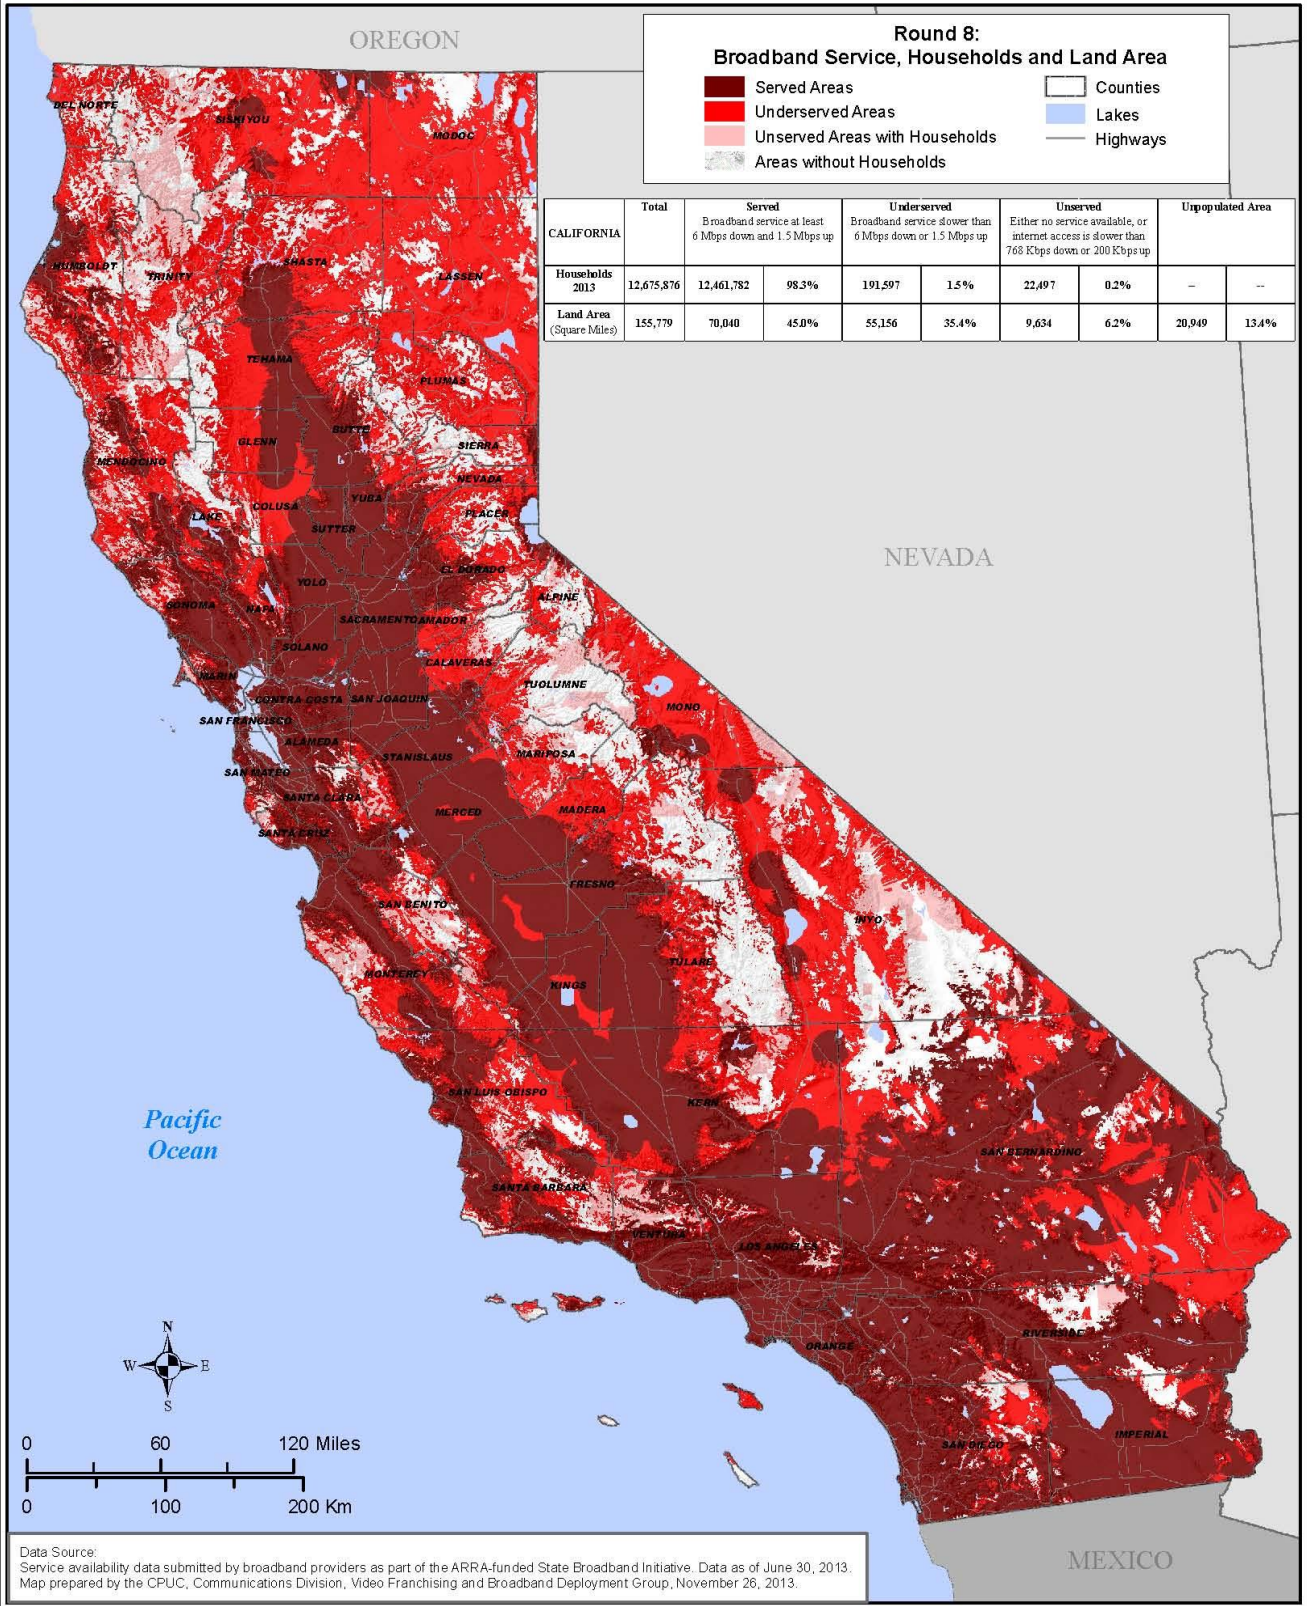 OREGON
Round 8:
Broadband Service, Households and Land Area
Served Areas
Underserved Areas
Unserved Areas with Households
Areas without Households
Counties
Lakes
Highways
CALIFORNIA
Total
Served
Broadband service at least
6 Mbps down and 1.5 Mbps up
Underserved
Broadband service slower than
6 Mbps down or 1.5 Mbps up
Unserved
Either no service available, or
internet access is slower than
768 Kbps down or 200 Kbps up
Unpopulated Area
Households
2013
12,675,876 12,461,782 98.3% 191,597 1.5% 22,497 0.2% -- --
Land Area
(Square Miles)
155,779 70,040 45.0% 55,156 35.4% 9,634 6.2% 20,949 13.4%
DEL NORTE
SISKIYOU
MODOC
HUMBOLDT
TRINITY
SHASTA
LASSEN
TEHAMA
PLUMAS
GLENN
BUTTE
SIERRA
MENDOCINO
NEVADA
COLUSA
YUBA
LAKE
PLACER
SUTTER
NEVADA
YOLO
EL DORADO
ALPINE
SONOMA
NAPA
SACRAMENTO
AMADOR
SOLANO
CALAVERAS
MARIN
TUOLUMNE
CONTRA COSTA
SAN JOAQUIN
MONO
SAN FRANCISCO
ALAMEDA
STANISLAUS
MARIPOSA
SAN MATEO
SANTA CLARA
MERCED
MADERA
SANTA CRUZ
FRESNO
SAN BENITO
INYO
MONTEREY
TULARE
KINGS
SAN LUIS OBISPO
KERN
Pacific
Ocean
SAN BERNARDINO
SANTA BARBARA
VENTURA
LOS ANGELES
RIVERSIDE
ORANGE
N
W
E
S
IMPERIAL
SAN DIEGO
0 60 120 Miles
0 100 200 Km
MEXICO
Data Source:
Service availability data submitted by broadband providers as part of the ARRA-funded State Broadband Initiative. Data as of June 30, 2013.
Map prepared by the CPUC, Communications Division, Video Franchising and Broadband Deployment Group, November 26, 2013.